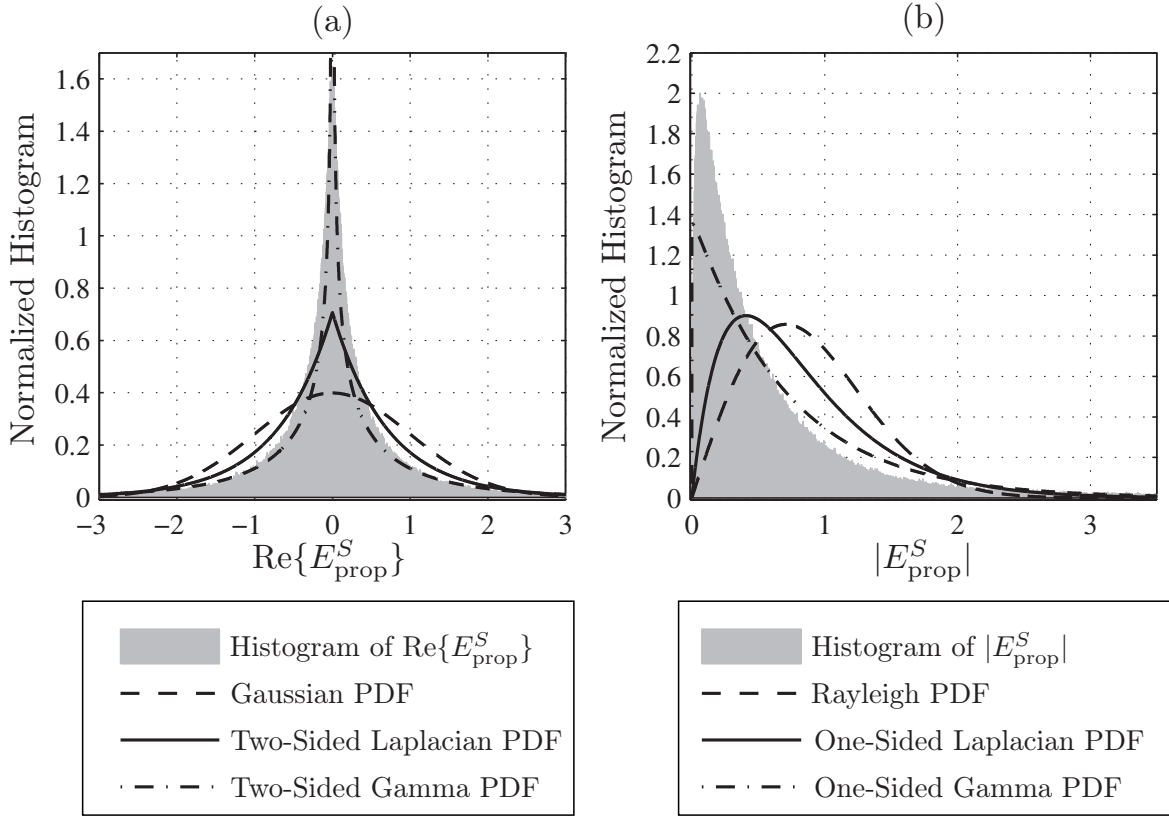 (a)
Normalized Histogram
1.6
1.4
1.2
1
0.8
0.6
0.4
0.2
0
−3 −2 −1 0 1 2 3
Re{E^S_prop}
Histogram of Re{E^S_prop}
Gaussian PDF
Two-Sided Laplacian PDF
Two-Sided Gamma PDF
(b)
Normalized Histogram
2.2
2
1.8
1.6
1.4
1.2
1
0.8
0.6
0.4
0.2
0
0 1 2 3
|E^S_prop|
Histogram of |E^S_prop|
Rayleigh PDF
One-Sided Laplacian PDF
One-Sided Gamma PDF